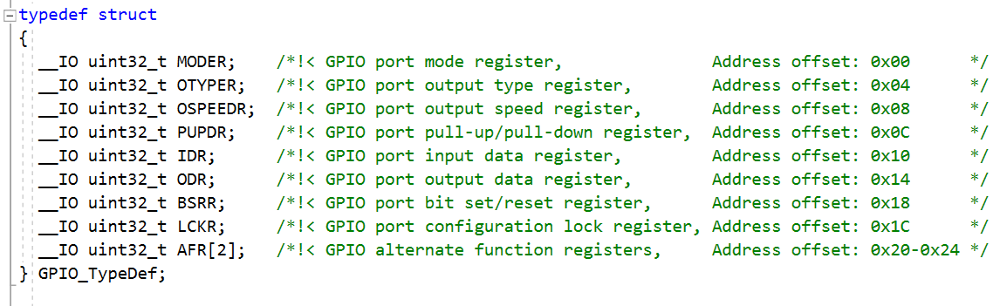 typedef struct
{
__IO uint32_t MODER; /*!< GPIO port mode register, Address offset: 0x00 */
__IO uint32_t OTYPER; /*!< GPIO port output type register, Address offset: 0x04 */
__IO uint32_t OSPEEDR; /*!< GPIO port output speed register, Address offset: 0x08 */
__IO uint32_t PUPDR; /*!< GPIO port pull-up/pull-down register, Address offset: 0x0C */
__IO uint32_t IDR; /*!< GPIO port input data register, Address offset: 0x10 */
__IO uint32_t ODR; /*!< GPIO port output data register, Address offset: 0x14 */
__IO uint32_t BSRR; /*!< GPIO port bit set/reset register, Address offset: 0x18 */
__IO uint32_t LCKR; /*!< GPIO port configuration lock register, Address offset: 0x1C */
__IO uint32_t AFR[2]; /*!< GPIO alternate function registers, Address offset: 0x20-0x24 */
} GPIO_TypeDef;